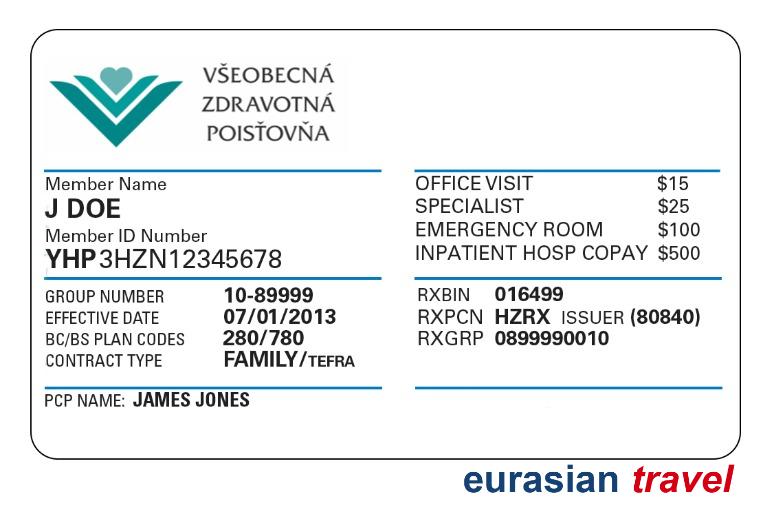 VŠEOBECNÁ
ZDRAVOTNÁ
POISŤOVŇA
Member Name
J DOE
Member ID Number
YHP3HZN12345678
OFFICE VISIT $15
SPECIALIST $25
EMERGENCY ROOM $100
INPATIENT HOSP COPAY $500
GROUP NUMBER 10-89999
EFFECTIVE DATE 07/01/2013
BC/BS PLAN CODES 280/780
CONTRACT TYPE FAMILY/TEFRA
RXBIN 016499
RXPCN HZRX ISSUER (80840)
RXGRP 0899990010
PCP NAME: JAMES JONES
eurasian travel